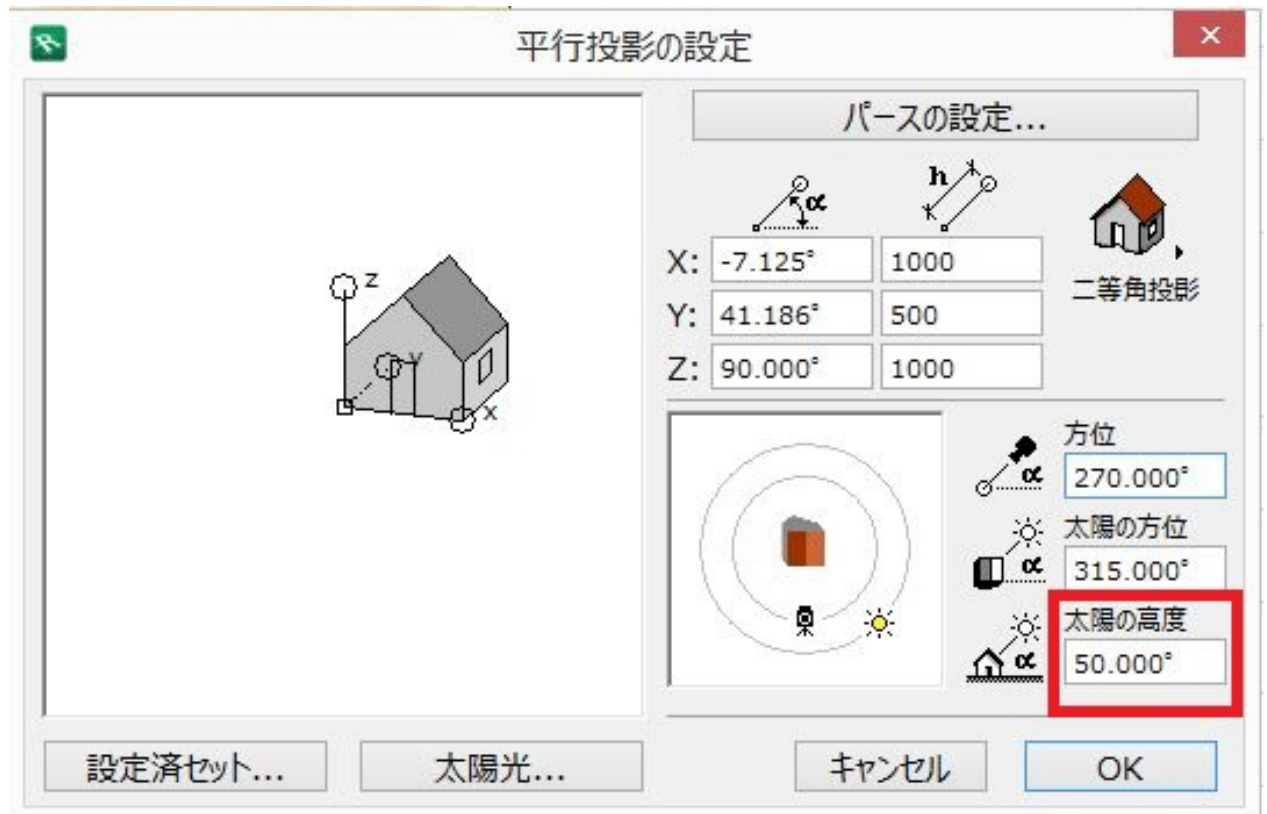 平行投影の設定
パースの設定...
α
h
X: -7.125° 1000
Y: 41.186° 500
Z: 90.000° 1000
二等角投影
z
y
x
方位
α 270.000°
太陽の方位
α 315.000°
太陽の高度
α 50.000°
設定済セット...
太陽光...
キャンセル
OK